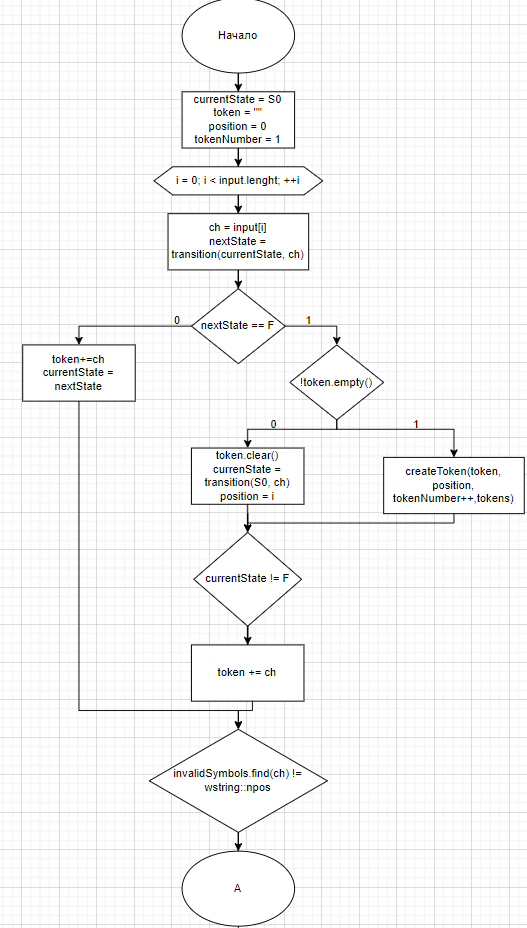 Начало
currentState = S0
token = ""
position = 0
tokenNumber = 1
i = 0; i < input.lenght; ++i
ch = input[i]
nextState =
transition(currentState, ch)
nextState == F
0
1
token+=ch
currentState =
nextState
!token.empty()
0
1
token.clear()
currenState =
transition(S0, ch)
position = i
createToken(token,
position,
tokenNumber++,tokens)
currentState != F
token += ch
invalidSymbols.find(ch) !=
wstring::npos
A